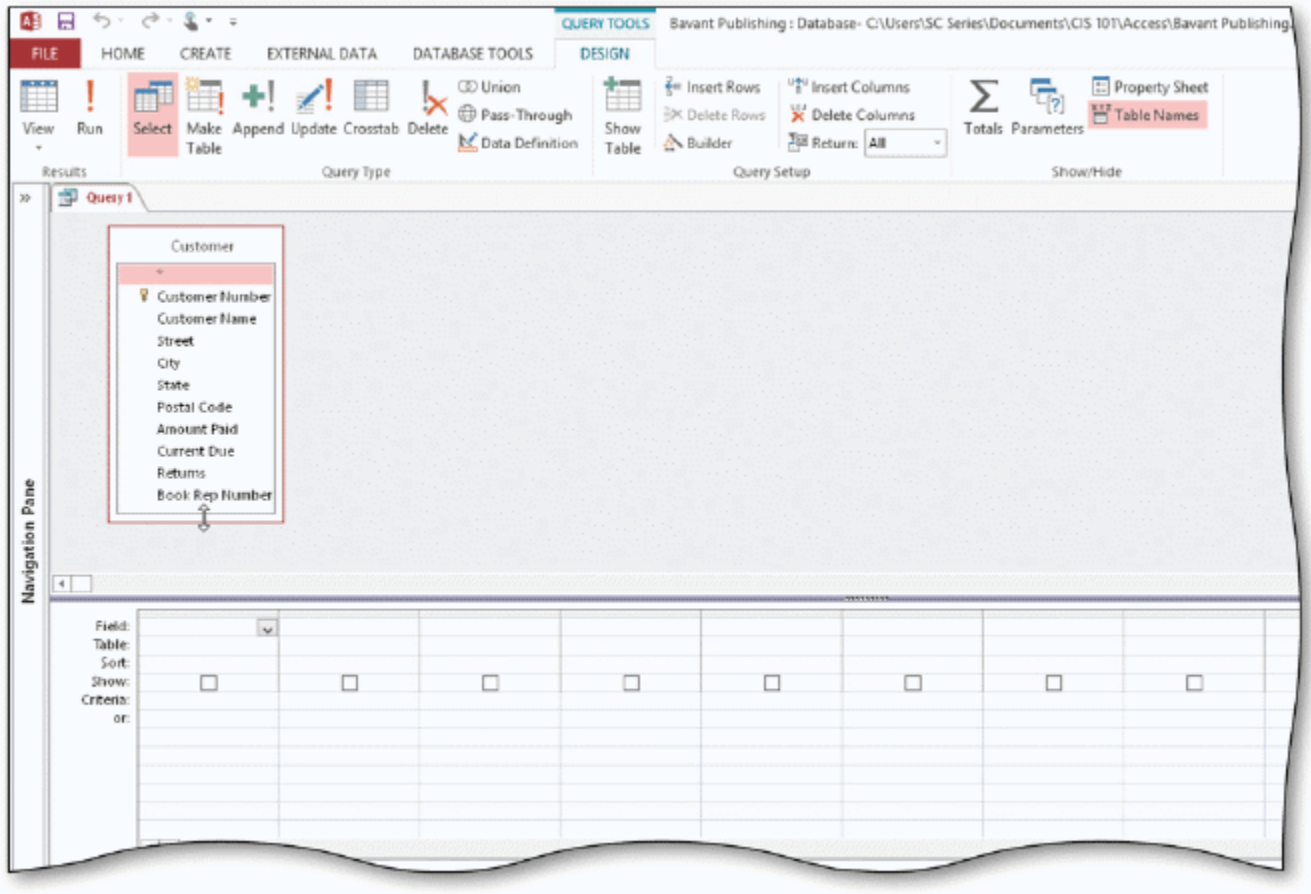 QUERY TOOLS Bavant Publishing : Database- C:\Users\SC Series\Documents\CIS 101\Access\Bavant Publishing.
FILE HOME CREATE EXTERNAL DATA DATABASE TOOLS DESIGN
View Run Select Make Table Append Update Crosstab Delete
Union
Pass-Through
Data Definition
Show Table
Insert Rows
Delete Rows
Builder
Insert Columns
Delete Columns
Return: All
Totals Parameters
Property Sheet
Table Names
Results Query Type Query Setup Show/Hide
»
Query1
Customer
*
Customer Number
Customer Name
Street
City
State
Postal Code
Amount Paid
Current Due
Returns
Book Rep Number
Navigation Pane
Field:
Table:
Sort:
Show:
Criteria:
or: